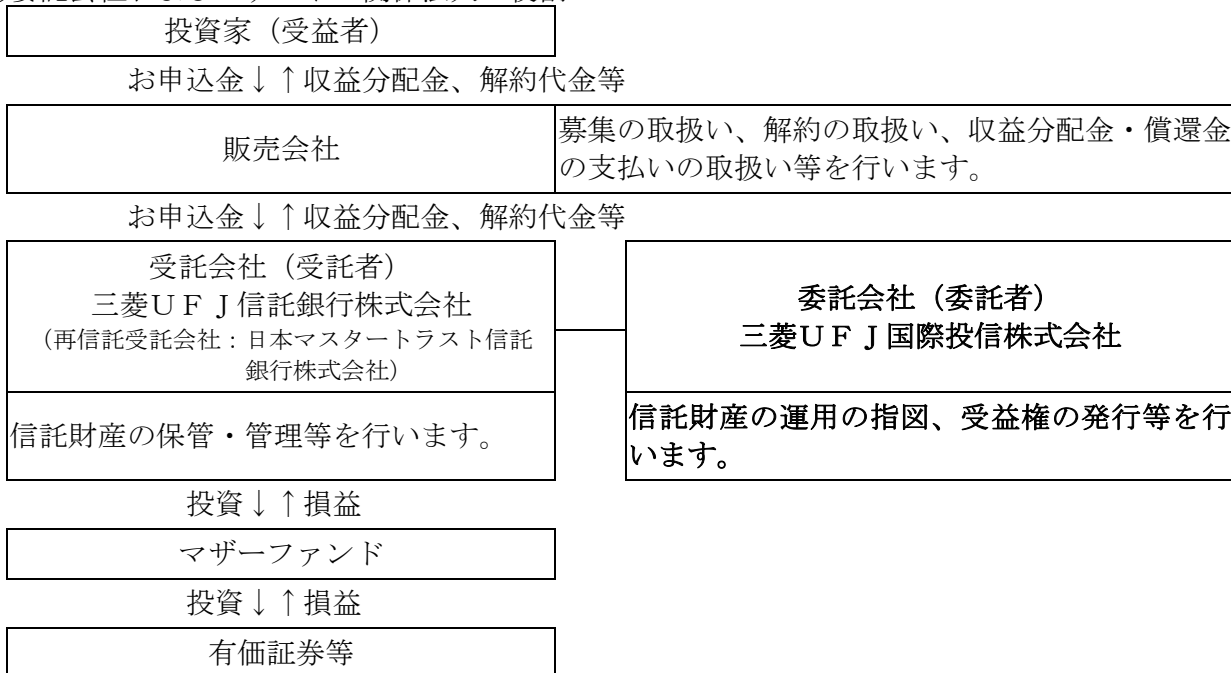 投資家（受益者）
お申込金↓↑収益分配金、解約代金等
販売会社
募集の取扱い、解約の取扱い、収益分配金・償還金
の支払いの取扱い等を行います。
お申込金↓↑収益分配金、解約代金等
受託会社（受託者）
三菱ＵＦＪ信託銀行株式会社
（再信託受託会社：日本マスタートラスト信託
銀行株式会社）
委託会社（委託者）
三菱ＵＦＪ国際投信株式会社
信託財産の保管・管理等を行います。
信託財産の運用の指図、受益権の発行等を行
います。
投資↓↑損益
マザーファンド
投資↓↑損益
有価証券等